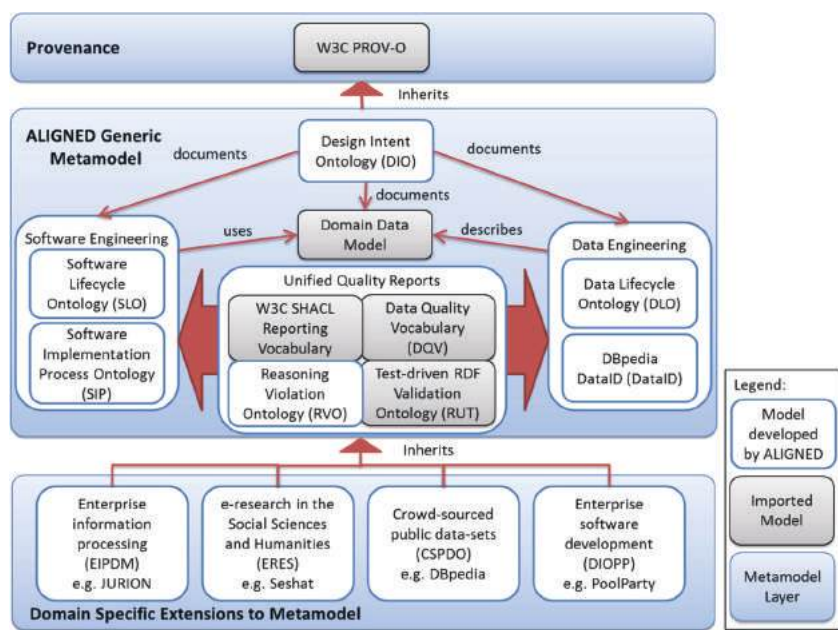 Provenance
W3C PROV-O
Inherits
ALIGNED Generic
Metamodel
Design Intent
Ontology (DIO)
documents
documents
documents
Software Engineering
uses
Domain Data
Model
describes
Data Engineering
Software
Lifecycle
Ontology (SLO)
Software
Implementation
Process Ontology
(SIP)
Unified Quality Reports
W3C SHACL
Reporting
Vocabulary
Data Quality
Vocabulary
(DQV)
Reasoning
Violation
Ontology (RVO)
Test-driven RDF
Validation
Ontology (RUT)
Data Lifecycle
Ontology (DLO)
DBpedia
DataID (DataID)
Inherits
Enterprise
information
processing
(EIPDM)
e.g. JURION
e-research in the
Social Sciences
and Humanities
(ERES)
e.g. Seshat
Crowd-sourced
public data-sets
(CSPDO)
e.g. DBpedia
Enterprise
software
development
(DIOPP)
e.g. PoolParty
Domain Specific Extensions to Metamodel
Legend:
Model
developed
by ALIGNED
Imported
Model
Metamodel
Layer